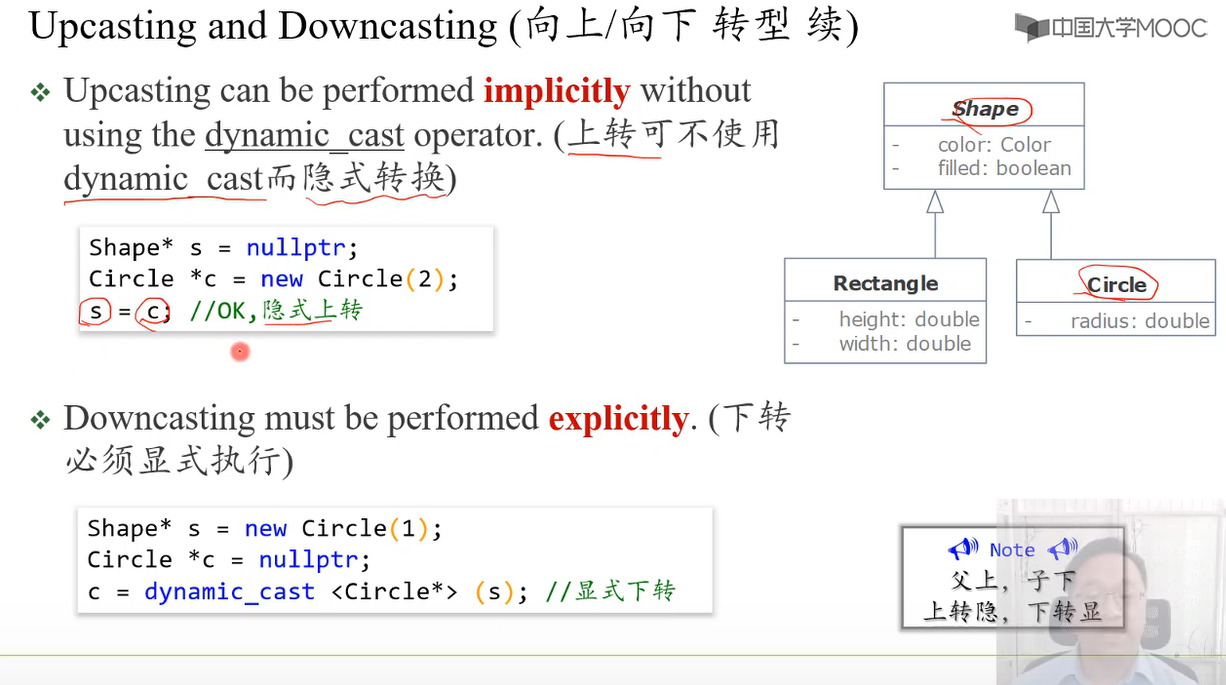 Upcasting and Downcasting (向上/向下 转型 续)
中国大学MOOC
❖ Upcasting can be performed implicitly without
using the dynamic_cast operator. (上转可不使用
dynamic_cast而隐式转换)
Shape* s = nullptr;
Circle *c = new Circle(2);
s = c; //OK,隐式上转
Shape
- color: Color
- filled: boolean
Rectangle
- height: double
- width: double
Circle
- radius: double
❖ Downcasting must be performed explicitly. (下转
必须显式执行)
Shape* s = new Circle(1);
Circle *c = nullptr;
c = dynamic_cast <Circle*> (s); //显式下转
Note
父上，子下
上转隐，下转显